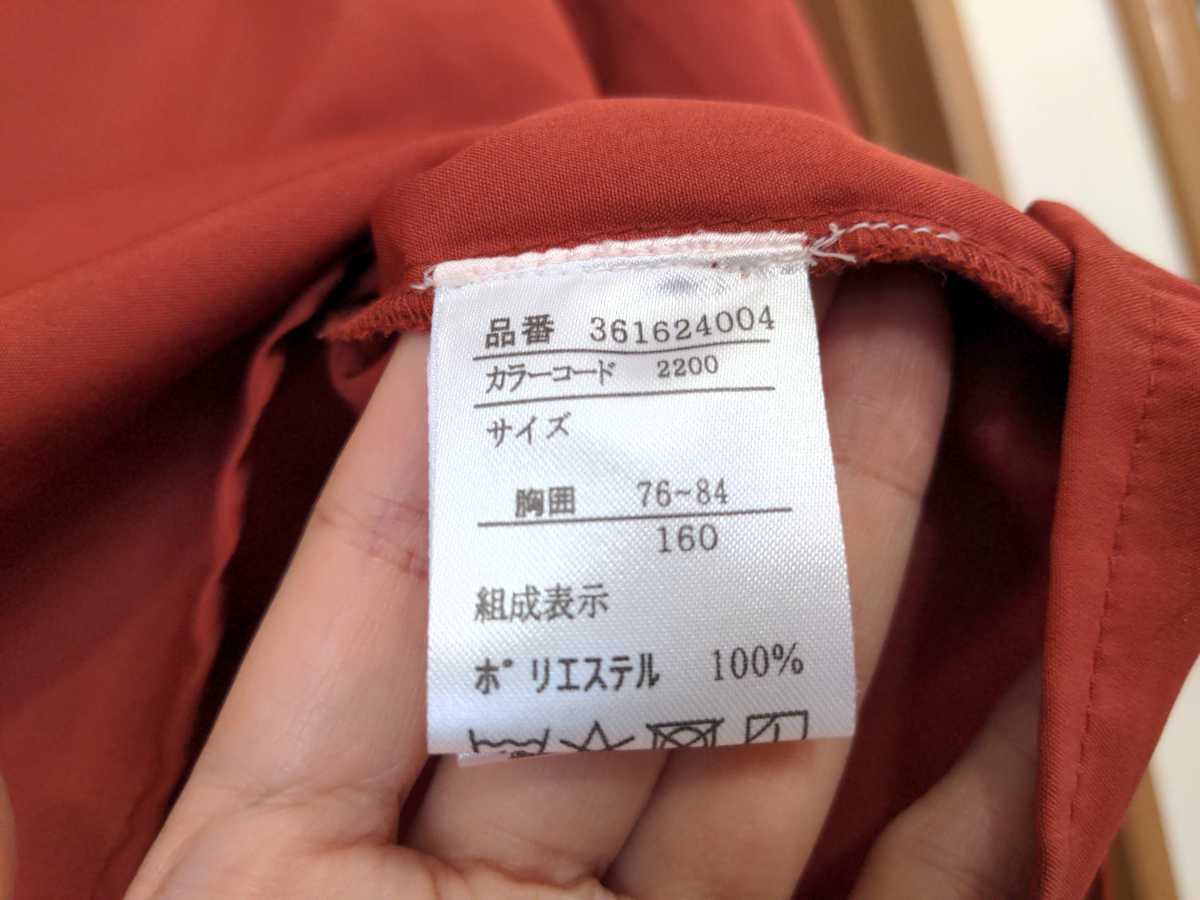 品番 361624004
カラーコード 2200
サイズ
胸囲 76~84
160
組成表示
ポリエステル 100%